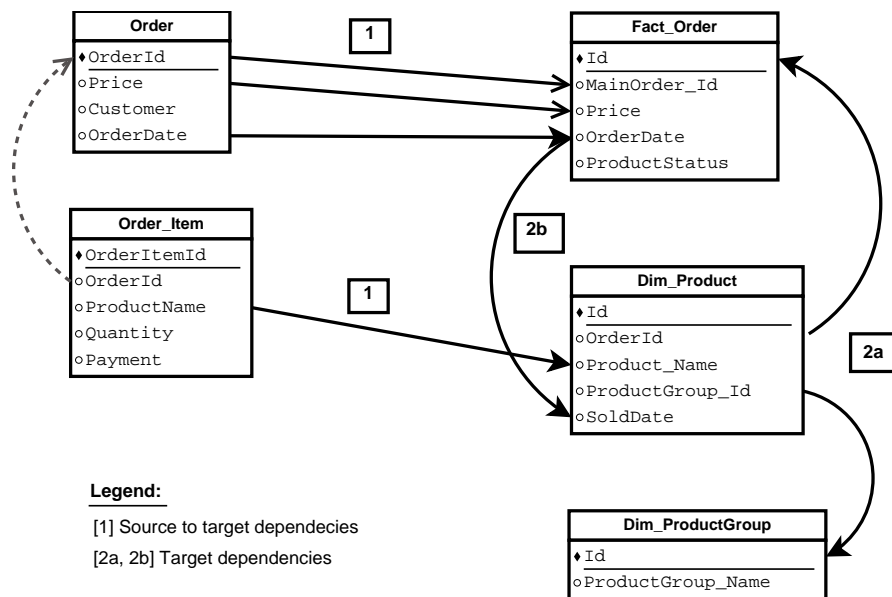 Order
OrderId
Price
Customer
OrderDate
1
Fact_Order
Id
MainOrder_Id
Price
OrderDate
ProductStatus
Order_Item
OrderItemId
OrderId
ProductName
Quantity
Payment
1
2b
Dim_Product
Id
OrderId
Product_Name
ProductGroup_Id
SoldDate
2a
Legend:
[1] Source to target dependecies
[2a, 2b] Target dependencies
Dim_ProductGroup
Id
ProductGroup_Name